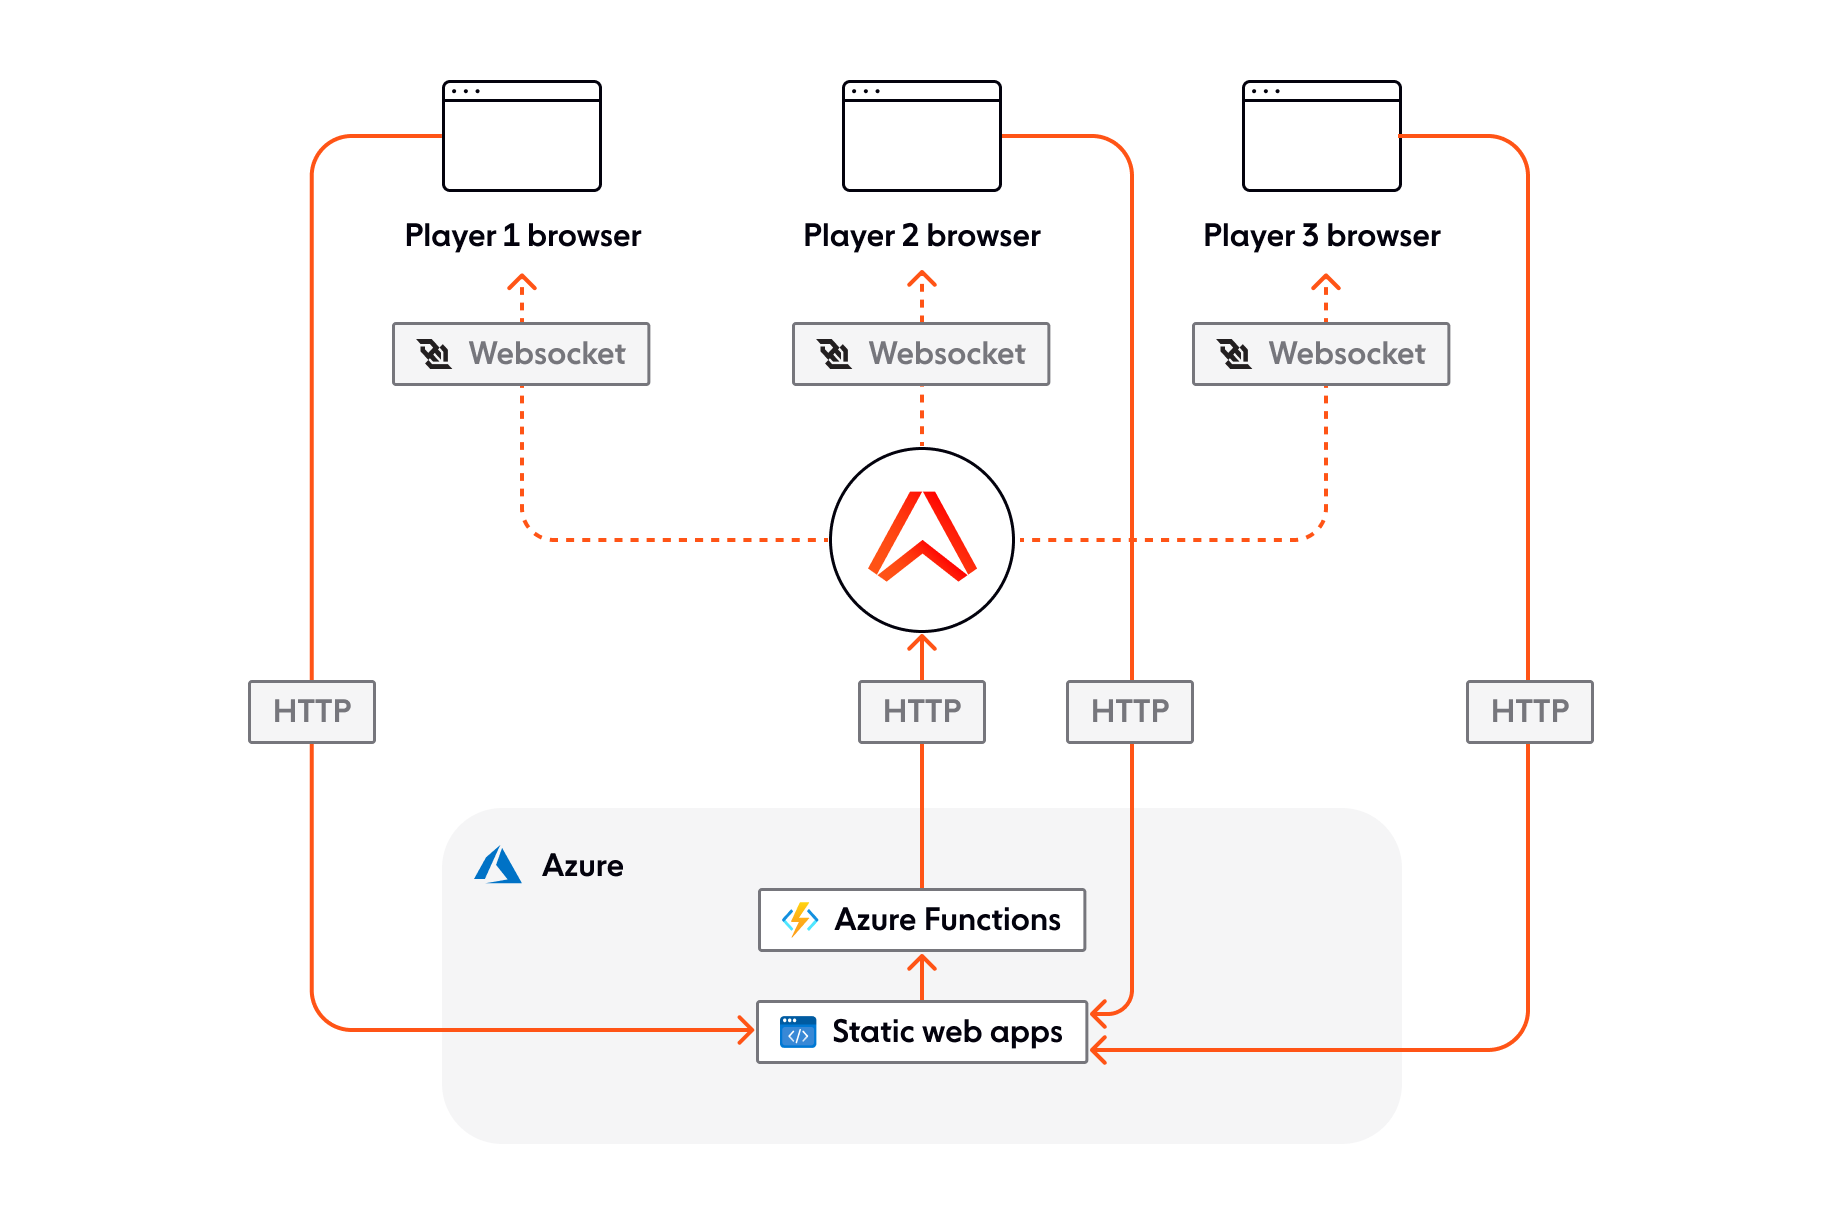 Player 1 browser
Player 2 browser
Player 3 browser
Websocket
Websocket
Websocket
HTTP
HTTP
HTTP
HTTP
Azure
Azure Functions
Static web apps